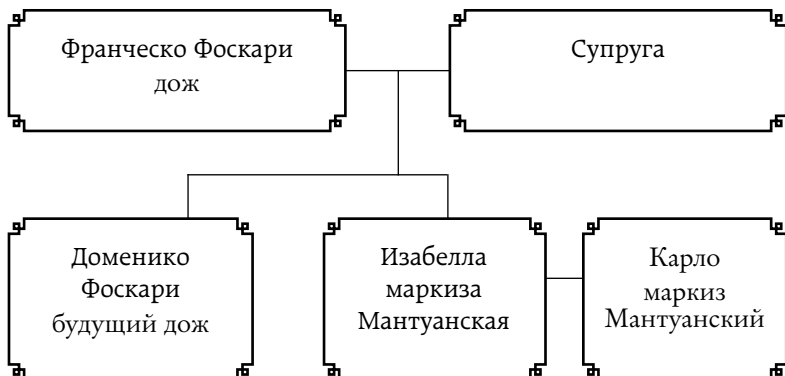 Франческо Фоскари
дож
Супруга
Доменико
Фоскари
будущий дож
Изабелла
маркиза
Мантуанская
Карло
маркиз
Мантуанский